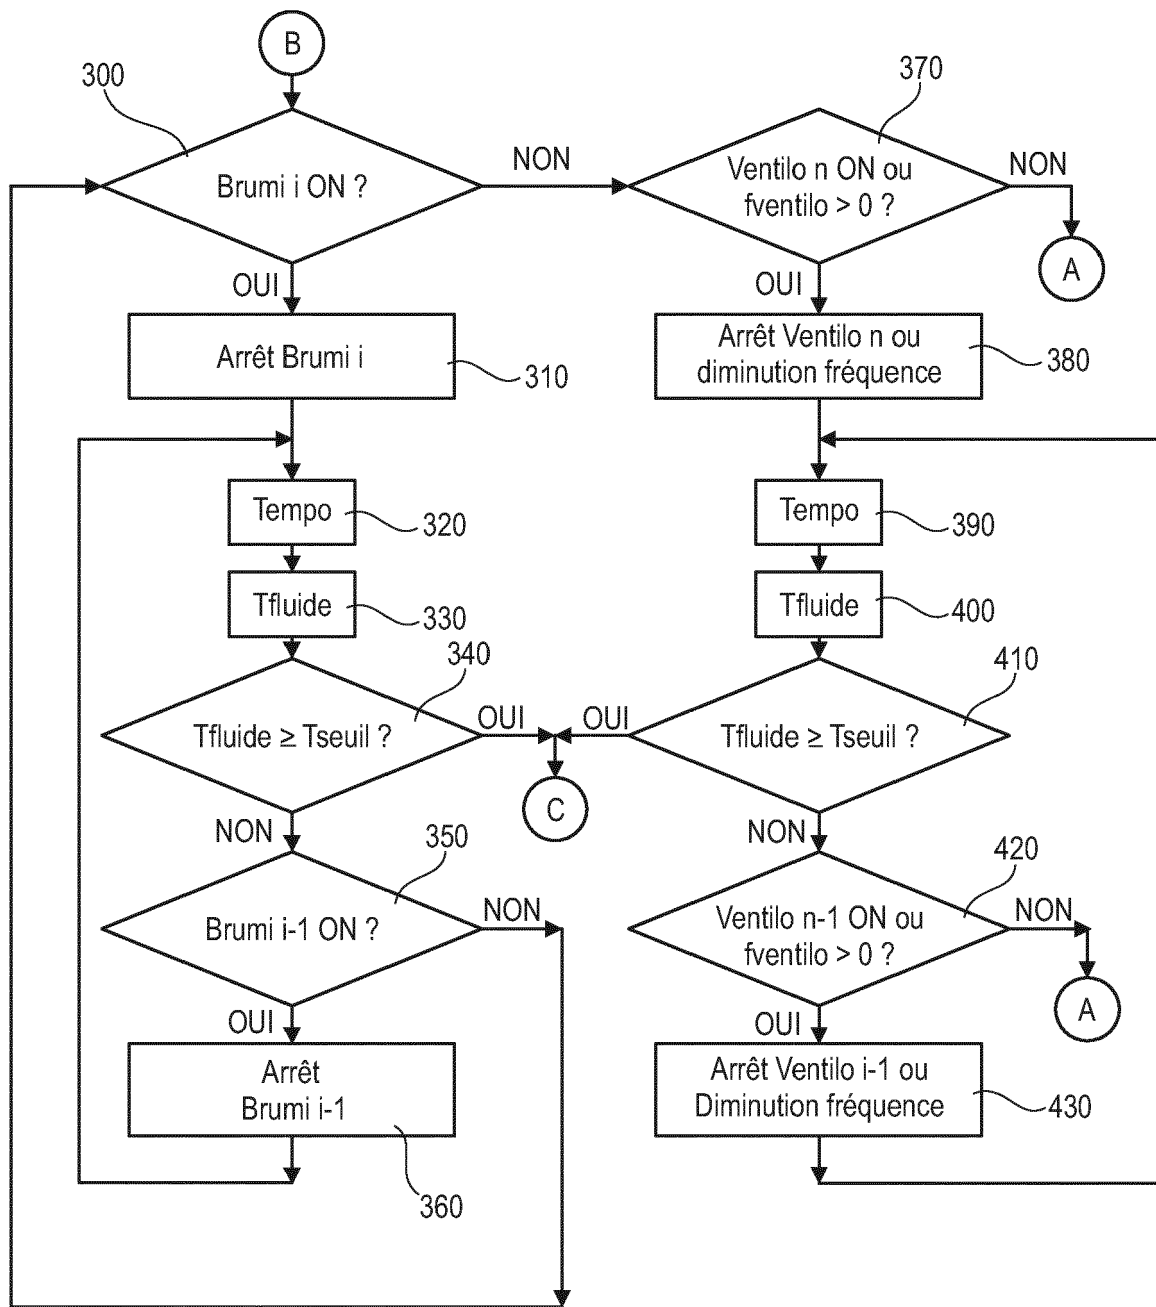 B
300
Brumi i ON ?
NON
OUI
370
Ventilo n ON ou
fventilo > 0 ?
NON
A
OUI
Arrêt Brumi i
310
Arrêt Ventilo n ou
diminution fréquence
380
Tempo
320
Tempo
390
Tfluide
330
Tfluide
400
340
Tfluide ≥ Tseuil ?
OUI
OUI
C
410
Tfluide ≥ Tseuil ?
NON
350
NON
420
Brumi i-1 ON ?
NON
Ventilo n-1 ON ou
fventilo > 0 ?
NON
A
OUI
OUI
Arrêt
Brumi i-1
360
Arrêt Ventilo i-1 ou
Diminution fréquence
430